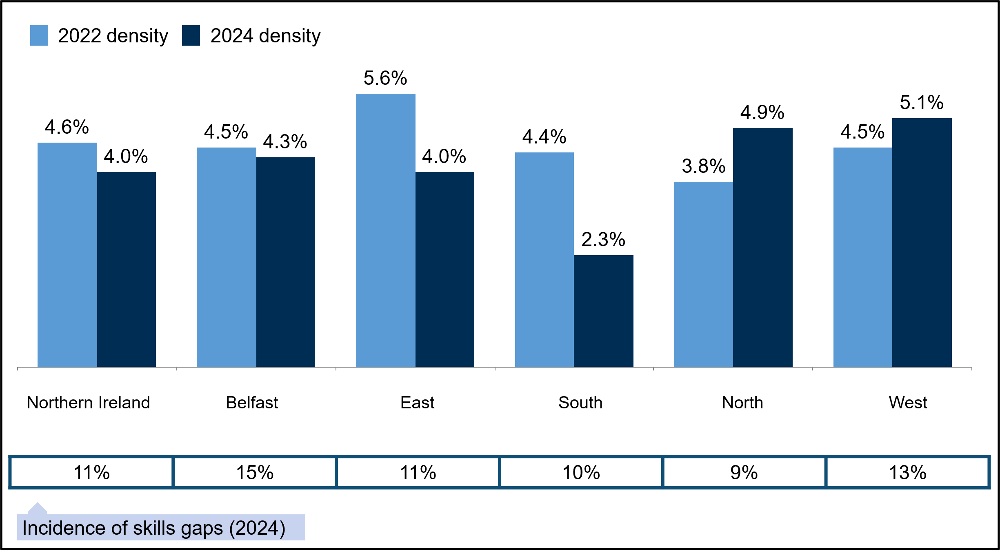 2022 density 2024 density
5.6%
5.1%
4.9%
4.6% 4.5% 4.4% 4.5%
4.3%
4.0% 4.0% 3.8%
2.3%
Northern Ireland Belfast East South North West
11% 15% 11% 10% 9% 13%
Incidence of skills gaps (2024)